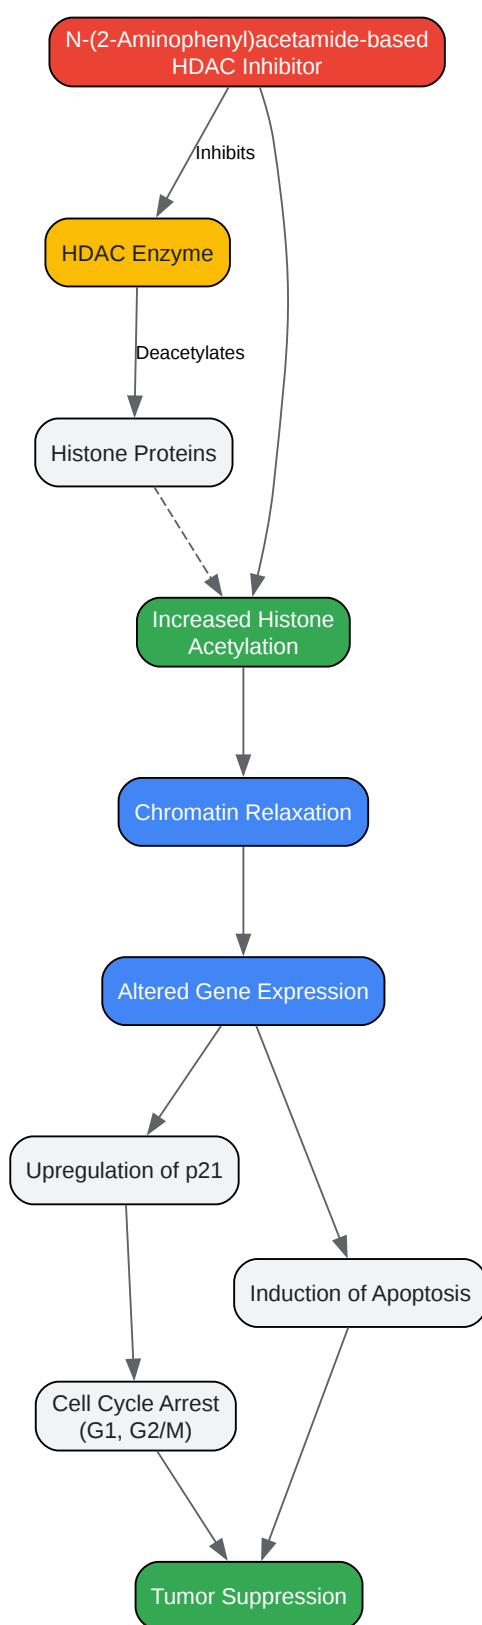 N-(2-Aminophenyl)acetamide-based
HDAC Inhibitor
Inhibits
HDAC Enzyme
Deacetylates
Histone Proteins
Increased Histone
Acetylation
Chromatin Relaxation
Altered Gene Expression
Upregulation of p21
Induction of Apoptosis
Cell Cycle Arrest
(G1, G2/M)
Tumor Suppression